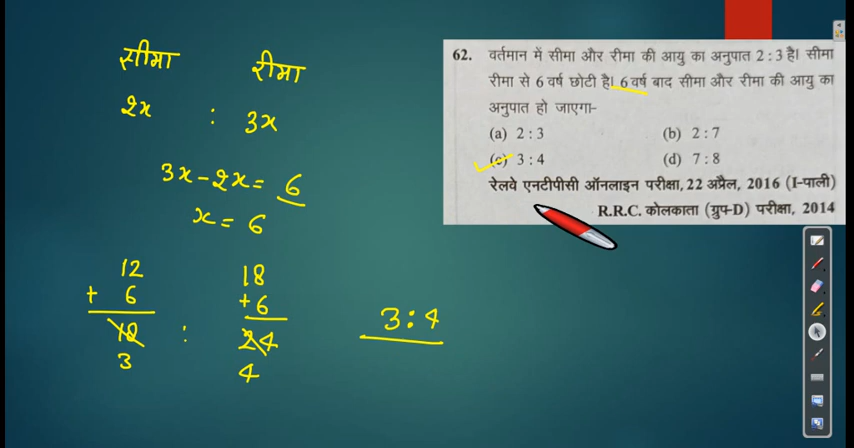 सीमा रीमा
2x : 3x
3x - 2x = 6
x = 6
12 18
+ 6 +6
18 : 24
3 4
3:4
62. वर्तमान में सीमा और रीमा की आयु का अनुपात 2 : 3 है। सीमा
रीमा से 6 वर्ष छोटी है। 6 वर्ष बाद सीमा और रीमा की आयु का
अनुपात हो जाएगा-
(a) 2 : 3 (b) 2 : 7
(c) 3 : 4 (d) 7 : 8
रेलवे एनटीपीसी ऑनलाइन परीक्षा, 22 अप्रैल, 2016 (I-पाली)
R.R.C. कोलकाता (ग्रुप-D) परीक्षा, 2014